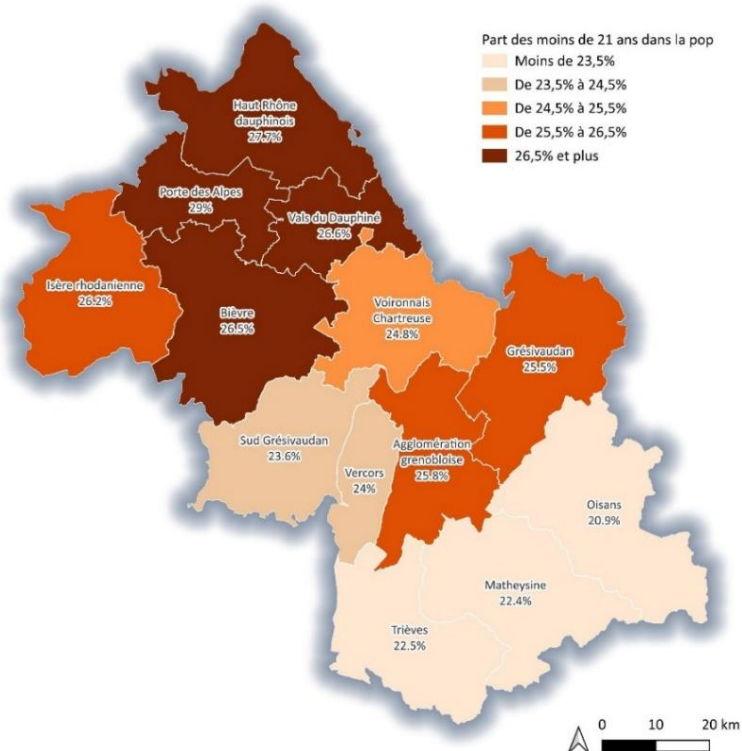 Part des moins de 21 ans dans la pop
Moins de 23,5%
De 23,5% à 24,5%
De 24,5% à 25,5%
De 25,5% à 26,5%
26,5% et plus
Haut Rhône
dauphinois
27.7%
Porte des Alpes
29%
Vals du Dauphiné
26.6%
Isère rhodanienne
26.2%
Bièvre
26.5%
Voironnais
Chartreuse
24.8%
Grésivaudan
25.5%
Sud Grésivaudan
23.6%
Vercors
24%
Agglomération
grenobloise
25.8%
Oisans
20.9%
Matheysine
22.4%
Trièves
22.5%
0 10 20 km